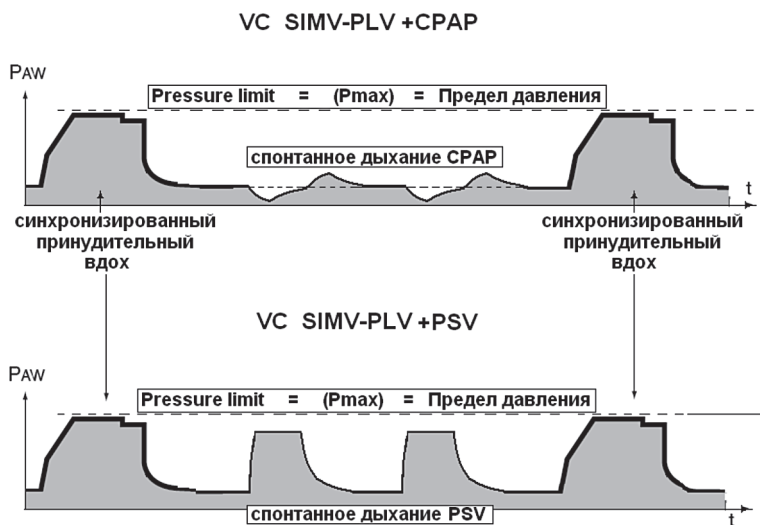 VC SIMV-PLV +CPAP
PAW
Pressure limit = (Pmax) = Предел давления
спонтанное дыхание CPAP
t
синхронизированный
принудительный
вдох
синхронизированный
принудительный
вдох
VC SIMV-PLV +PSV
PAW
Pressure limit = (Pmax) = Предел давления
спонтанное дыхание PSV
t